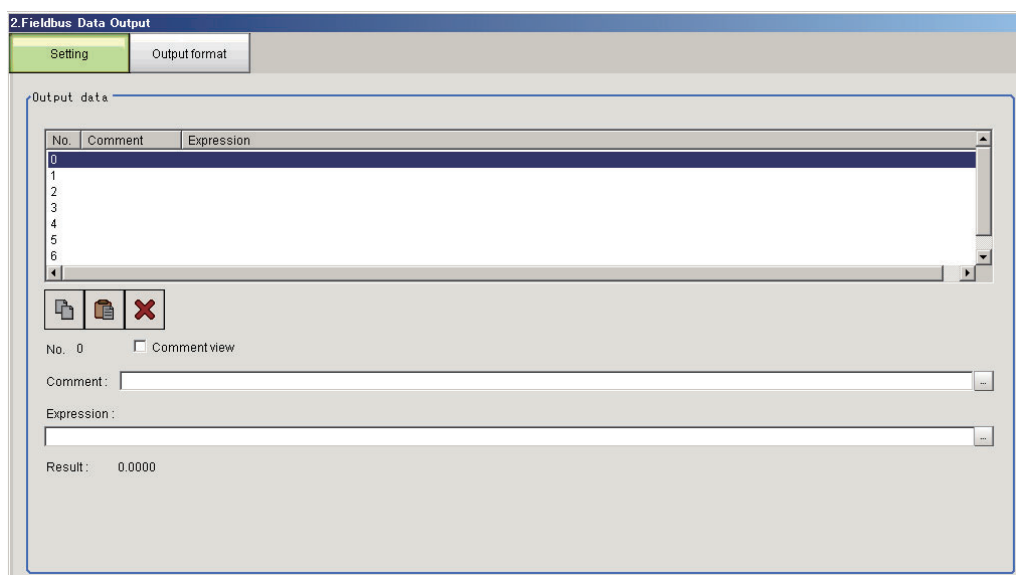 2.Fieldbus Data Output
Setting Output format
Output data
No. Comment Expression
0
1
2
3
4
5
6
No. 0 Comment view
Comment : ...
Expression :
...
Result : 0.0000